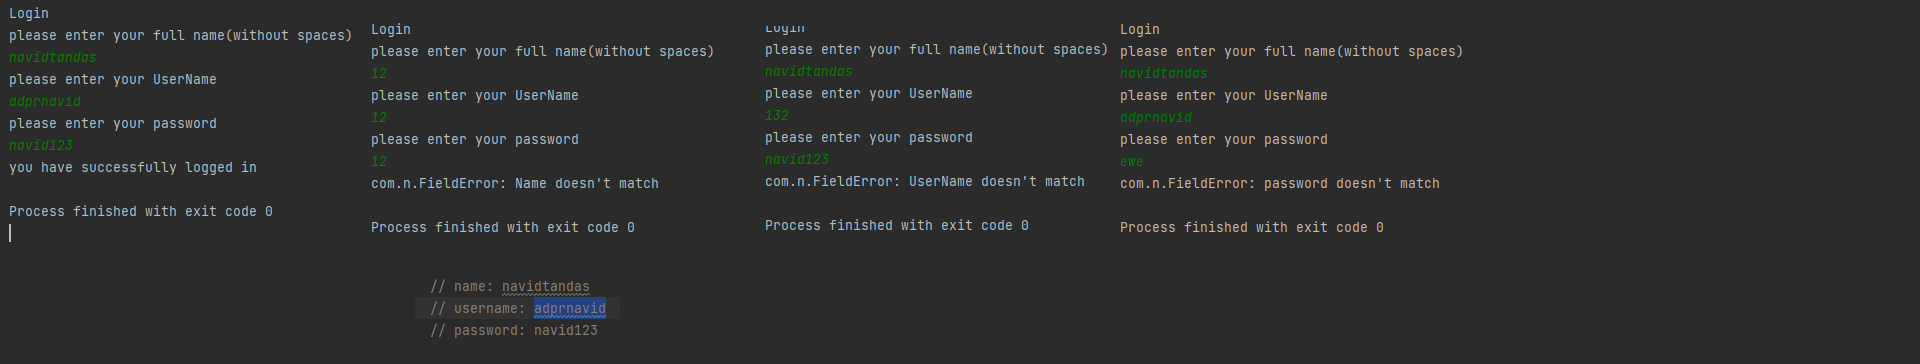 Login
please enter your full name(without spaces)
navidtandas
please enter your UserName
adprnavid
please enter your password
navid123
you have successfully logged in
Process finished with exit code 0
Login
please enter your full name(without spaces)
12
please enter your UserName
12
please enter your password
12
com.n.FieldError: Name doesn't match
Process finished with exit code 0
Login
please enter your full name(without spaces)
navidtandas
please enter your UserName
132
please enter your password
navid123
com.n.FieldError: UserName doesn't match
Process finished with exit code 0
Login
please enter your full name(without spaces)
navidtandas
please enter your UserName
adprnavid
please enter your password
ewe
com.n.FieldError: password doesn't match
Process finished with exit code 0
// name: navidtandas
// username: adprnavid
// password: navid123